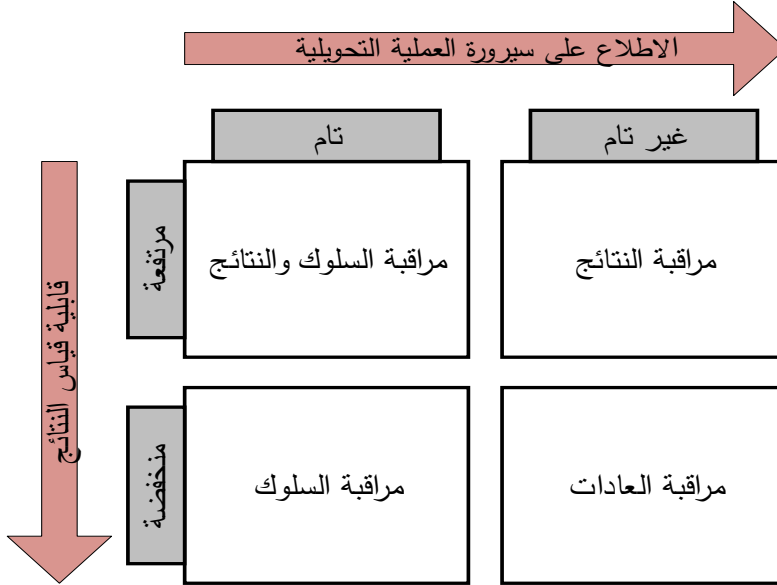 الاطلاع على سيرورة العملية التحويلية
تام
غير تام
قابلية قياس النتائج
مرتفعة
مراقبة السلوك والنتائج
مراقبة النتائج
منخفضة
مراقبة السلوك
مراقبة العادات